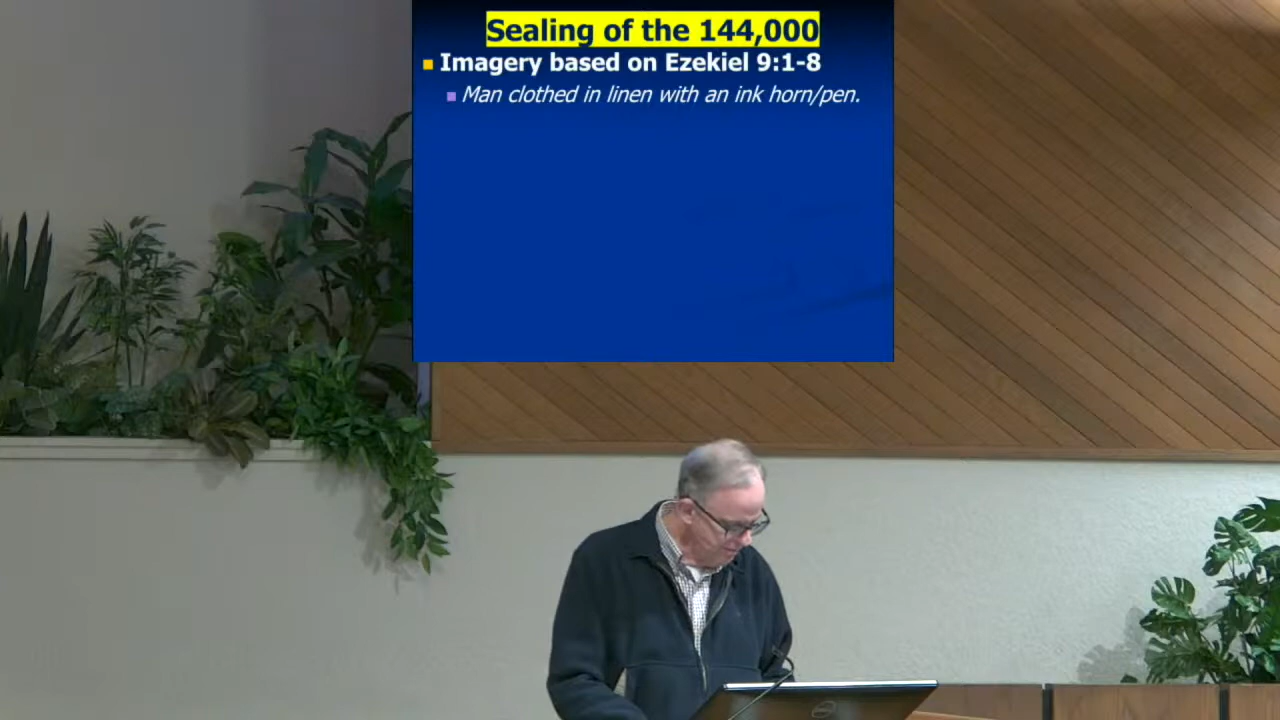 Sealing of the 144,000
Imagery based on Ezekiel 9:1-8
Man clothed in linen with an ink horn/pen.